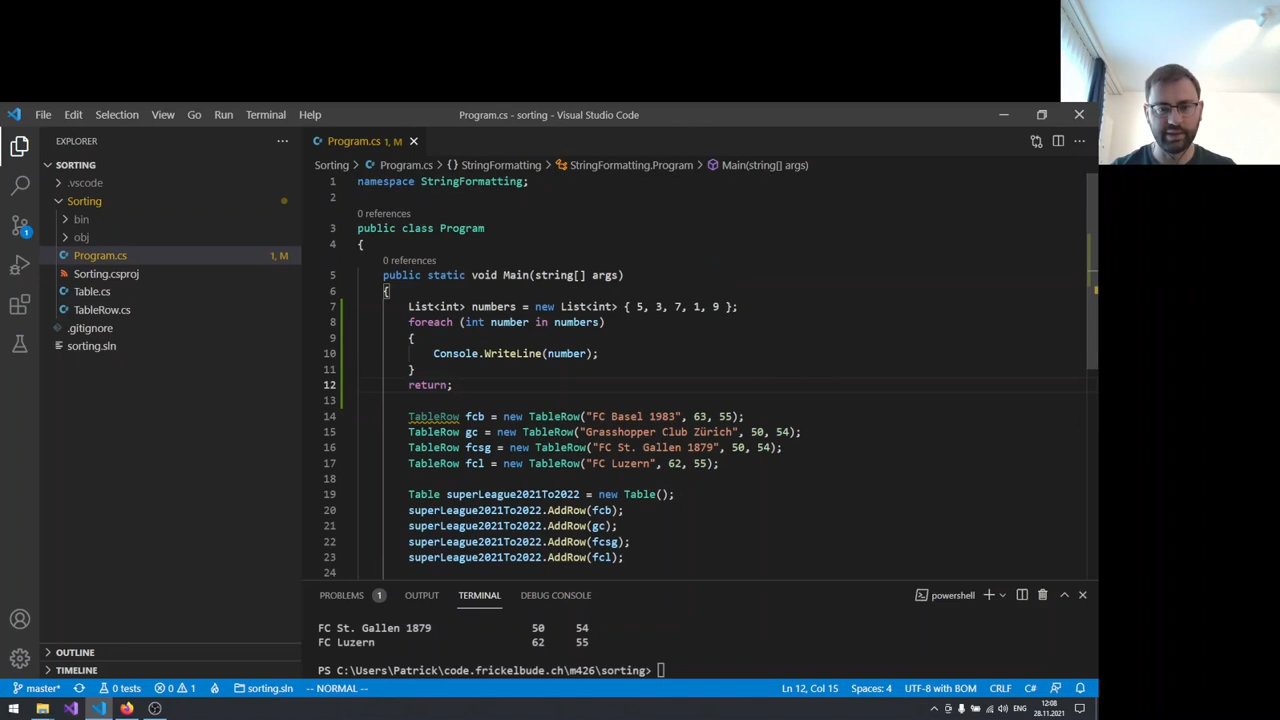 File Edit Selection View Go Run Terminal Help
Program.cs - sorting - Visual Studio Code
EXPLORER
SORTING
.vscode
Sorting
bin
obj
Program.cs 1, M
Sorting.csproj
Table.cs
TableRow.cs
.gitignore
sorting.sln
OUTLINE
TIMELINE
1
Program.cs 1, M
Sorting > Program.cs > {} StringFormatting > StringFormatting.Program > Main(string[] args)
1 namespace StringFormatting;
2
0 references
3 public class Program
4 {
0 references
5 public static void Main(string[] args)
6 {
7 List<int> numbers = new List<int> { 5, 3, 7, 1, 9 };
8 foreach (int number in numbers)
9 {
10 Console.WriteLine(number);
11 }
12 return;
13
14 TableRow fcb = new TableRow("FC Basel 1983", 63, 55);
15 TableRow gc = new TableRow("Grasshopper Club Zürich", 50, 54);
16 TableRow fcsg = new TableRow("FC St. Gallen 1879", 50, 54);
17 TableRow fcl = new TableRow("FC Luzern", 62, 55);
18
19 Table superLeague2021To2022 = new Table();
20 superLeague2021To2022.AddRow(fcb);
21 superLeague2021To2022.AddRow(gc);
22 superLeague2021To2022.AddRow(fcsg);
23 superLeague2021To2022.AddRow(fcl);
24
PROBLEMS 1 OUTPUT TERMINAL DEBUG CONSOLE
powershell
FC St. Gallen 1879 50 54
FC Luzern 62 55
PS C:\Users\Patrick\code.frickelbude.ch\m426\sorting>
master* 0 tests 0 1 sorting.sln -- NORMAL --
Ln 12, Col 15 Spaces: 4 UTF-8 with BOM CRLF C#
ENG
12:08
28.11.2021